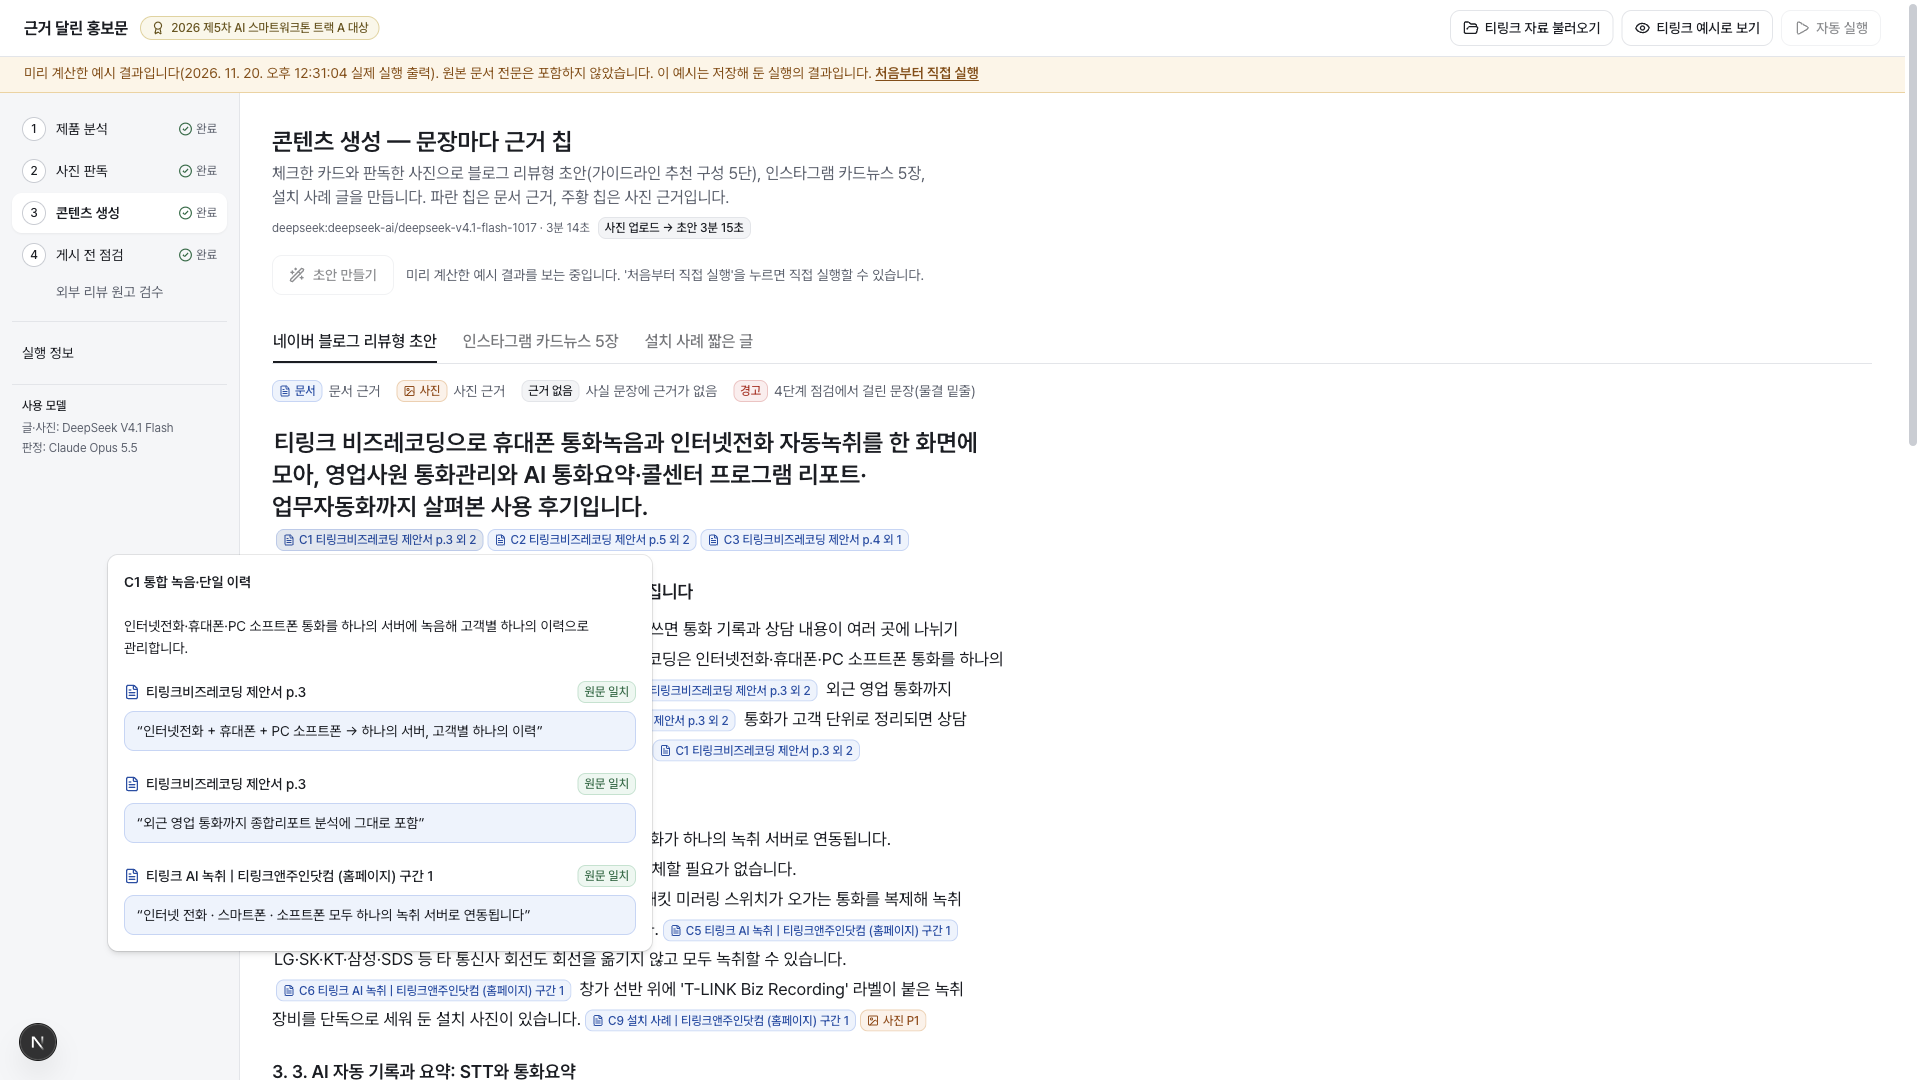 근거 달린 홍보문
2026 제5차 AI 스마트워크톤 트랙 A 대상
티링크 자료 불러오기
티링크 예시로 보기
자동 실행
미리 계산한 예시 결과입니다(2026. 11. 20. 오후 12:31:04 실제 실행 출력). 원본 문서 전문은 포함하지 않았습니다. 이 예시는 저장해 둔 실행의 결과입니다. 처음부터 직접 실행
1 제품 분석 완료
2 사진 판독 완료
3 콘텐츠 생성 완료
4 게시 전 점검 완료
외부 리뷰 원고 검수
실행 정보
사용 모델
글·사진: DeepSeek V4.1 Flash
판정: Claude Opus 5.5
콘텐츠 생성 — 문장마다 근거 칩
체크한 카드와 판독한 사진으로 블로그 리뷰형 초안(가이드라인 추천 구성 5단), 인스타그램 카드뉴스 5장,
설치 사례 글을 만듭니다. 파란 칩은 문서 근거, 주황 칩은 사진 근거입니다.
deepseek:deepseek-ai/deepseek-v4.1-flash-1017 · 3분 14초 사진 업로드 → 초안 3분 15초
초안 만들기 미리 계산한 예시 결과를 보는 중입니다. '처음부터 직접 실행'을 누르면 직접 실행할 수 있습니다.
네이버 블로그 리뷰형 초안 인스타그램 카드뉴스 5장 설치 사례 짧은 글
문서 문서 근거 사진 사진 근거 근거 없음 사실 문장에 근거가 없음 경고 4단계 점검에서 걸린 문장(물결 밑줄)
티링크 비즈레코딩으로 휴대폰 통화녹음과 인터넷전화 자동녹취를 한 화면에
모아, 영업사원 통화관리와 AI 통화요약·콜센터 프로그램 리포트·
업무자동화까지 살펴본 사용 후기입니다.
C1 티링크비즈레코딩 제안서 p.3 외 2 C2 티링크비즈레코딩 제안서 p.5 외 2 C3 티링크비즈레코딩 제안서 p.4 외 1
C1 통합 녹음·단일 이력
인터넷전화·휴대폰·PC 소프트폰 통화를 하나의 서버에 녹음해 고객별 하나의 이력으로
관리합니다.
티링크비즈레코딩 제안서 p.3 원문 일치
“인터넷전화 + 휴대폰 + PC 소프트폰 → 하나의 서버, 고객별 하나의 이력”
티링크비즈레코딩 제안서 p.3 원문 일치
“외근 영업 통화까지 종합리포트 분석에 그대로 포함”
티링크 AI 녹취 | 티링크앤주인닷컴 (홈페이지) 구간 1 원문 일치
“인터넷 전화 · 스마트폰 · 소프트폰 모두 하나의 녹취 서버로 연동됩니다”
집니다
쓰면 통화 기록과 상담 내용이 여러 곳에 나뉘기
코딩은 인터넷전화·휴대폰·PC 소프트폰 통화를 하나의
티링크비즈레코딩 제안서 p.3 외 2 외근 영업 통화까지
제안서 p.3 외 2 통화가 고객 단위로 정리되면 상담
C1 티링크비즈레코딩 제안서 p.3 외 2
화가 하나의 녹취 서버로 연동됩니다.
체할 필요가 없습니다.
패킷 미러링 스위치가 오가는 통화를 복제해 녹취
. C5 티링크 AI 녹취 | 티링크앤주인닷컴 (홈페이지) 구간 1
LG·SK·KT·삼성·SDS 등 타 통신사 회선도 회선을 옮기지 않고 모두 녹취할 수 있습니다.
C6 티링크 AI 녹취 | 티링크앤주인닷컴 (홈페이지) 구간 1 창가 선반 위에 'T-LINK Biz Recording' 라벨이 붙은 녹취
장비를 단독으로 세워 둔 설치 사진이 있습니다. C9 설치 사례 | 티링크앤주인닷컴 (홈페이지) 구간 1 사진 P1
3. 3. AI 자동 기록과 요약: STT와 통화요약
N